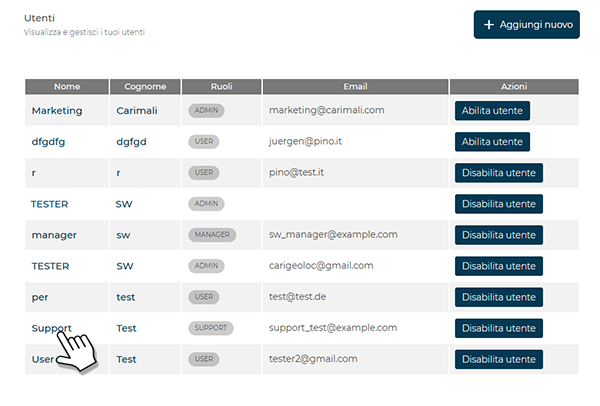 Utenti
Visualizza e gestisci i tuoi utenti
+ Aggiungi nuovo
Nome Cognome Ruoli Email Azioni
Marketing Carimali ADMIN marketing@carimali.com Abilita utente
dfgdfg dgfgd USER juergen@pino.it Abilita utente
r r USER pino@test.it Disabilita utente
TESTER SW ADMIN Disabilita utente
manager sw MANAGER sw_manager@example.com Disabilita utente
TESTER SW ADMIN carigeoloc@gmail.com Disabilita utente
per test USER test@test.de Disabilita utente
Support Test SUPPORT support_test@example.com Disabilita utente
User Test USER tester2@gmail.com Disabilita utente